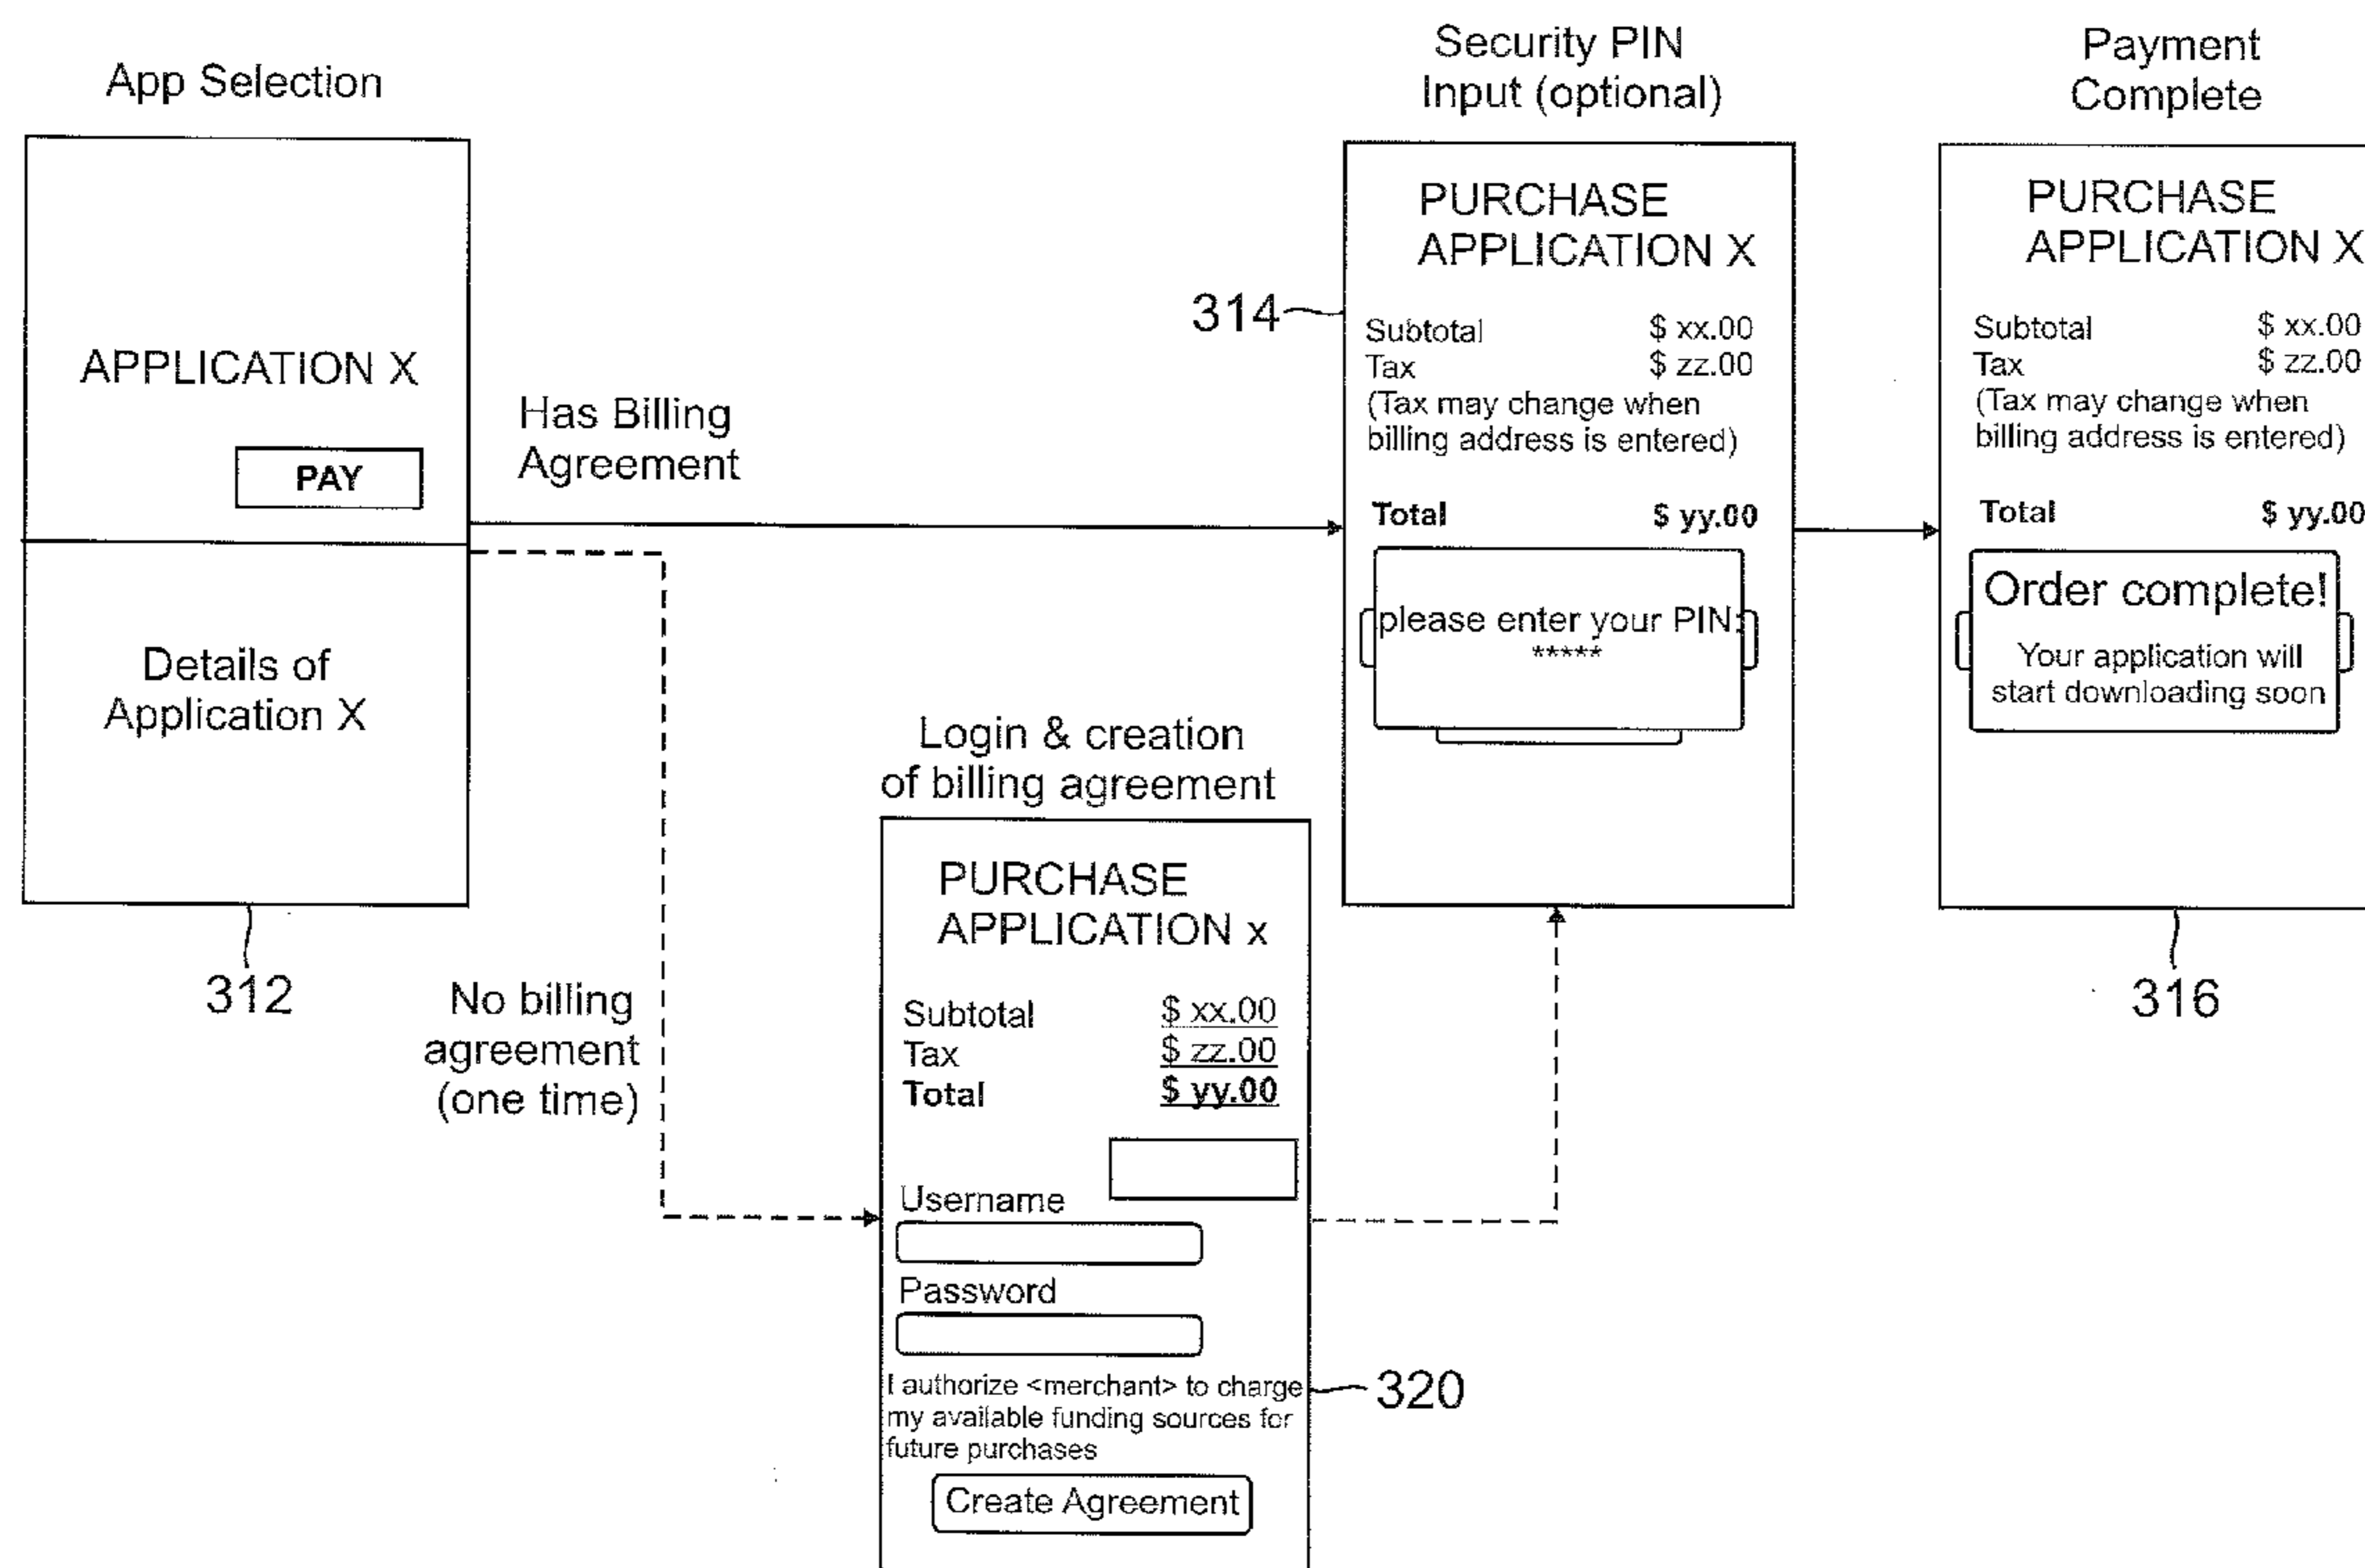 App Selection
APPLICATION X
PAY
Details of
Application X
312
Has Billing
Agreement
No billing
agreement
(one time)
Login & creation
of billing agreement
PURCHASE
APPLICATION x
Subtotal $ xx.00
Tax $ zz.00
Total $ yy.00
Username
Password
I authorize <merchant> to charge
my available funding sources for
future purchases
Create Agreement
320
Security PIN
Input (optional)
314
PURCHASE
APPLICATION X
Subtotal $ xx.00
Tax $ zz.00
(Tax may change when
billing address is entered)
Total $ yy.00
please enter your PIN:
*****
Payment
Complete
PURCHASE
APPLICATION X
Subtotal $ xx.00
Tax $ zz.00
(Tax may change when
billing address is entered)
Total $ yy.00
Order complete!
Your application will
start downloading soon
316